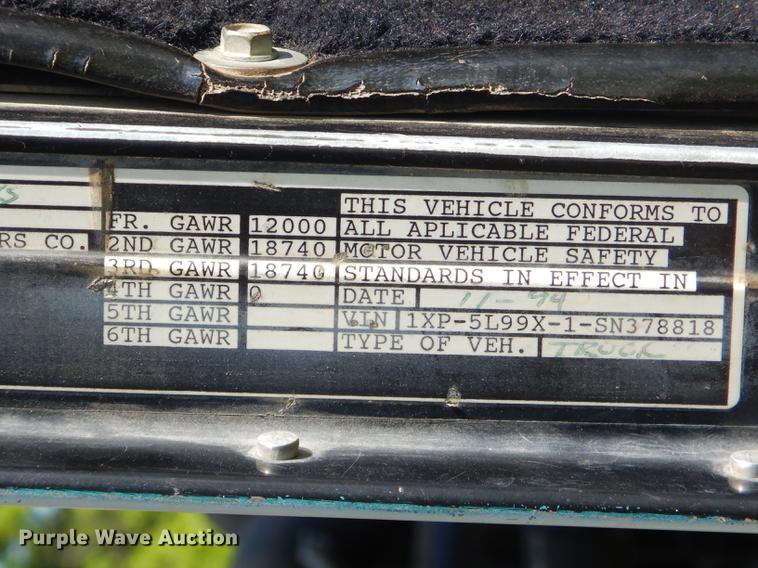 THIS VEHICLE CONFORMS TO
FR. GAWR 12000 ALL APLICABLE FEDERAL
RS CO. 2ND GAWR 18740 MOTOR VEHICLE SAFETY
3RD GAWR 18740 STANDARDS IN EFFECT IN
4TH GAWR 0 DATE 11-94
5TH GAWR VIN 1XP-5L99X-1-SN378818
6TH GAWR TYPE OF VEH. TRUCK
Purple Wave Auction